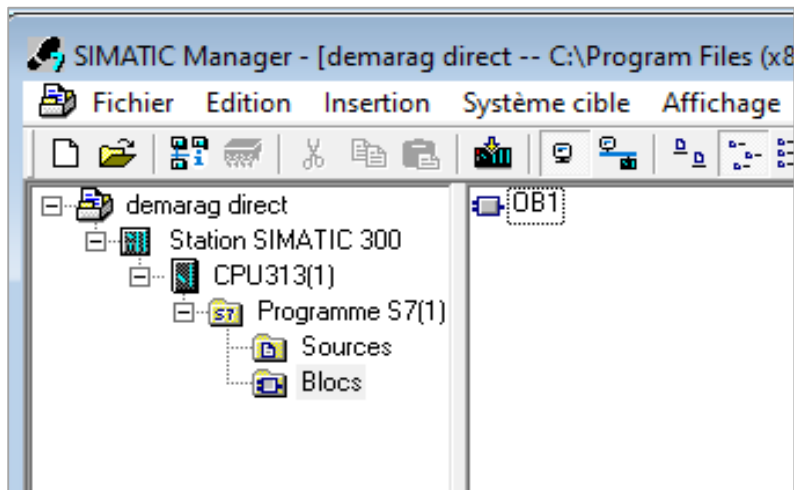 SIMATIC Manager - [demarag direct -- C:\Program Files (x8
Fichier Edition Insertion Système cible Affichage
demarag direct
OB1
Station SIMATIC 300
CPU313(1)
Programme S7(1)
Sources
Blocs